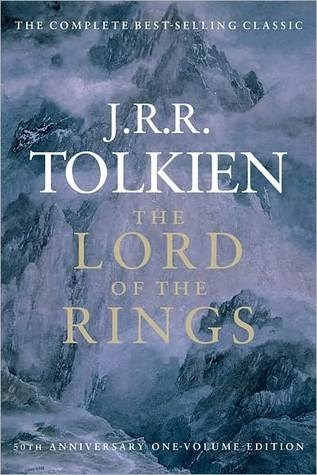 THE COMPLETE BEST-SELLING CLASSIC
J.R.R.
TOLKIEN
THE
LORD
OF THE
RINGS
50TH ANNIVERSARY ONE-VOLUME EDITION